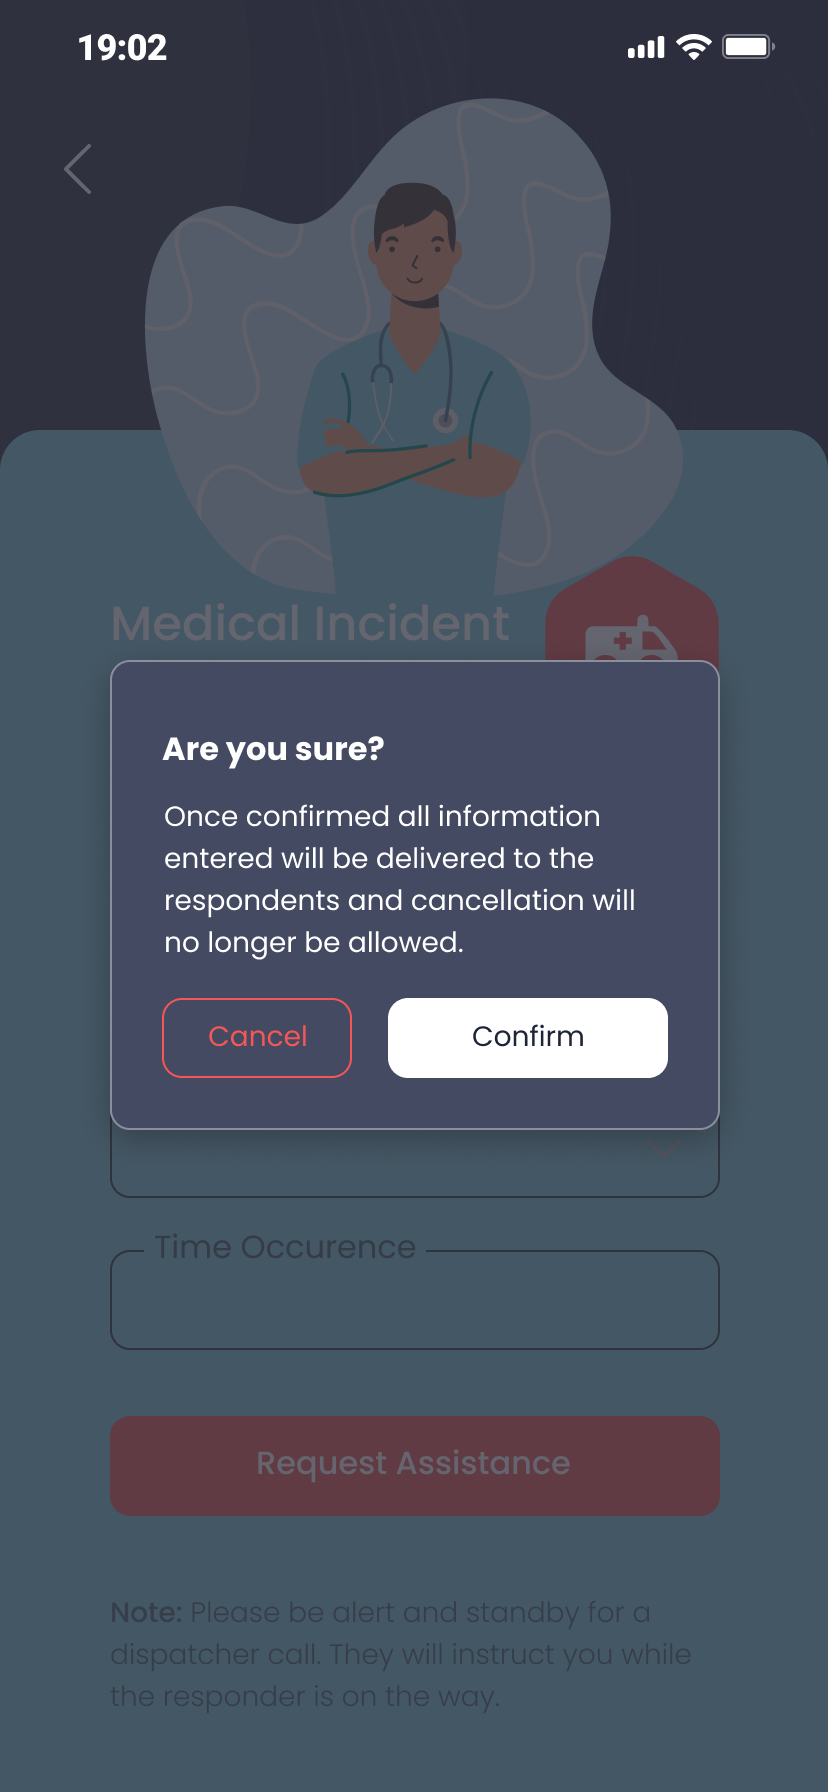 19:02
Medical Incident
Are you sure?
Once confirmed all information
entered will be delivered to the
respondents and cancellation will
no longer be allowed.
Cancel
Confirm
Time Occurence
Request Assistance
Note: Please be alert and standby for a
dispatcher call. They will instruct you while
the responder is on the way.